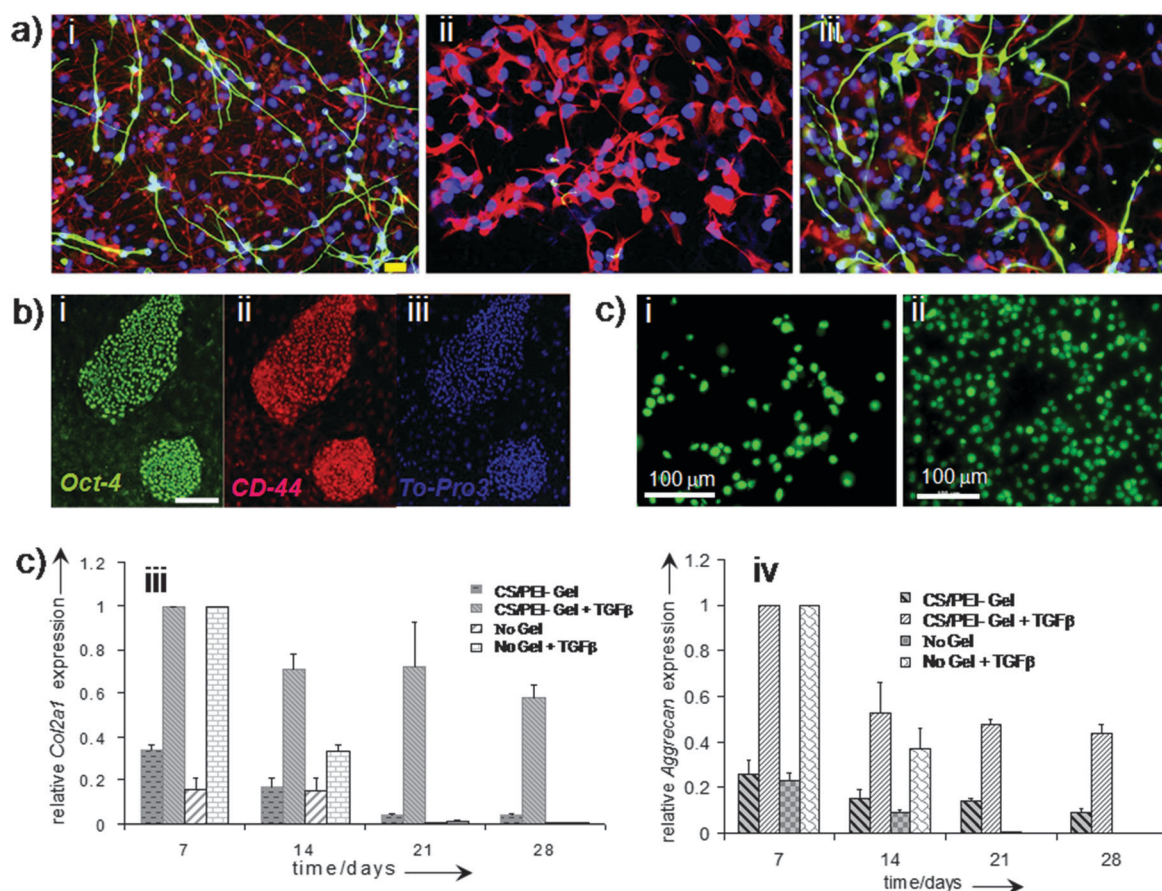 a)
i
ii
iii
b)
i
ii
iii
Oct-4
CD-44
To-Pro3
c)
i
ii
100 μm
100 μm
c)
iii
relative Col2a1 expression
1.2
1
0.8
0.6
0.4
0.2
0
CS/PEI- Gel
CS/PEI- Gel + TGFβ
No Gel
No Gel + TGFβ
7
14
21
28
time/days
iv
relative Aggrecan expression
1.2
1
0.8
0.6
0.4
0.2
0
CS/PEI- Gel
CS/PEI- Gel + TGFβ
No Gel
No Gel + TGFβ
7
14
21
28
time/days